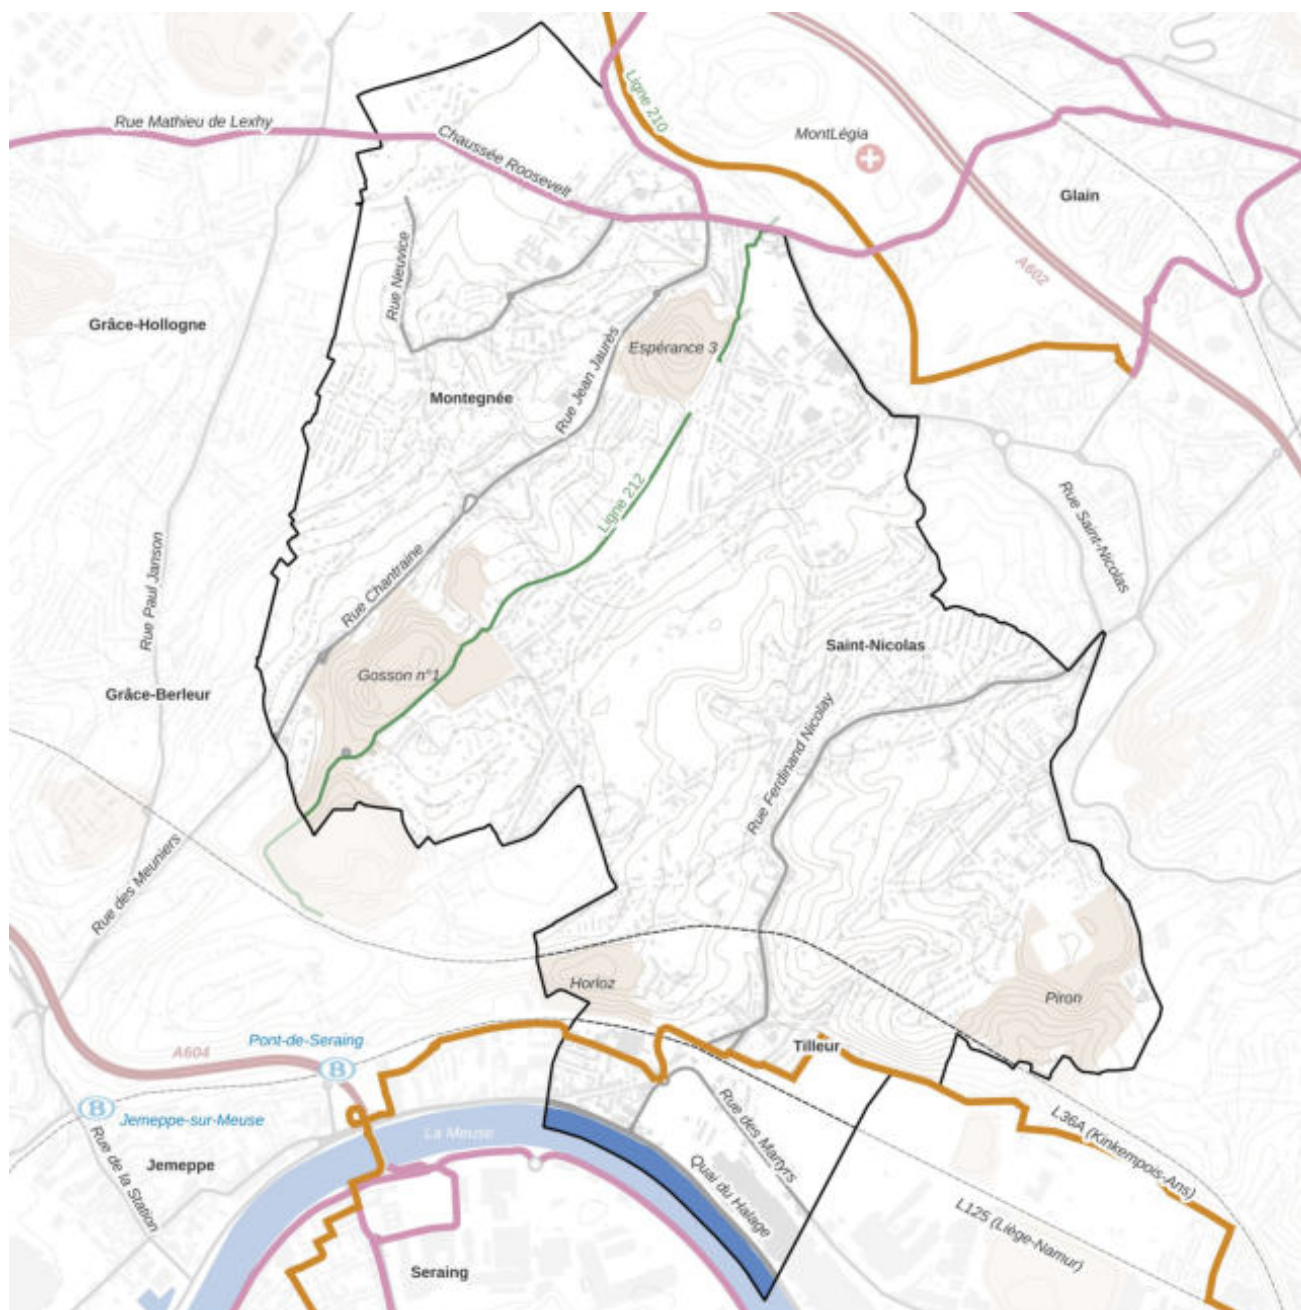 Ligne 210
Rue Mathieu de Lexhy
Chaussée Roosevelt
MontLégia
Glain
A602
Rue Neuvice
Grâce-Hollogne
Espérance 3
Rue Jean Jaurès
Montegnée
Ligne 212
Rue Saint-Nicolas
Rue Paul Janson
Rue Chantraine
Saint-Nicolas
Gosson n°1
Grâce-Berleur
Rue Ferdinand Nicolay
Rue des Meuniers
Horloz
Piron
Pont-de-Seraing
B
A604
Tilleur
B
Jemeppe-sur-Meuse
La Meuse
Rue des Martyrs
L36A (Kinkempois-Ans)
Jemeppe
Rue de la Station
Quai du Halage
L125 (Liège-Namur)
Seraing